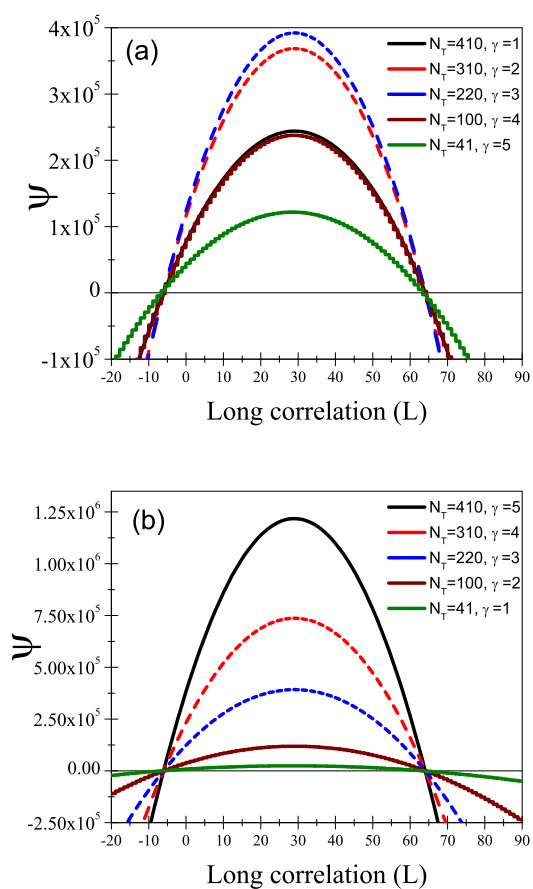 (a)
N_T=410, γ=1
N_T=310, γ=2
N_T=220, γ=3
N_T=100, γ=4
N_T=41, γ=5
4x10^5
3x10^5
2x10^5
1x10^5
0
-1x10^5
ψ
-20 -10 0 10 20 30 40 50 60 70 80 90
Long correlation (L)
(b)
N_T=410, γ=5
N_T=310, γ=4
N_T=220, γ=3
N_T=100, γ=2
N_T=41, γ=1
1.25x10^6
1.00x10^6
7.50x10^5
5.00x10^5
2.50x10^5
0.00
-2.50x10^5
ψ
-20 -10 0 10 20 30 40 50 60 70 80 90
Long correlation (L)